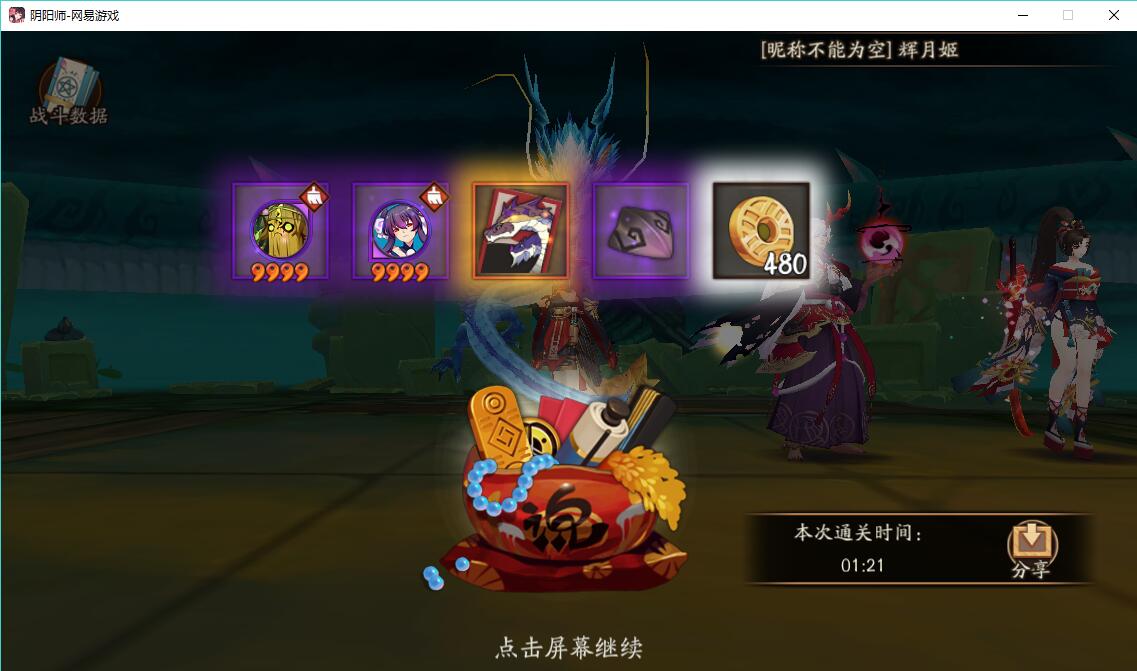 阴阳师-网易游戏
[昵称不能为空] 辉月姬
战斗数据
9999
9999
480
本次通关时间:
01:21
分享
点击屏幕继续